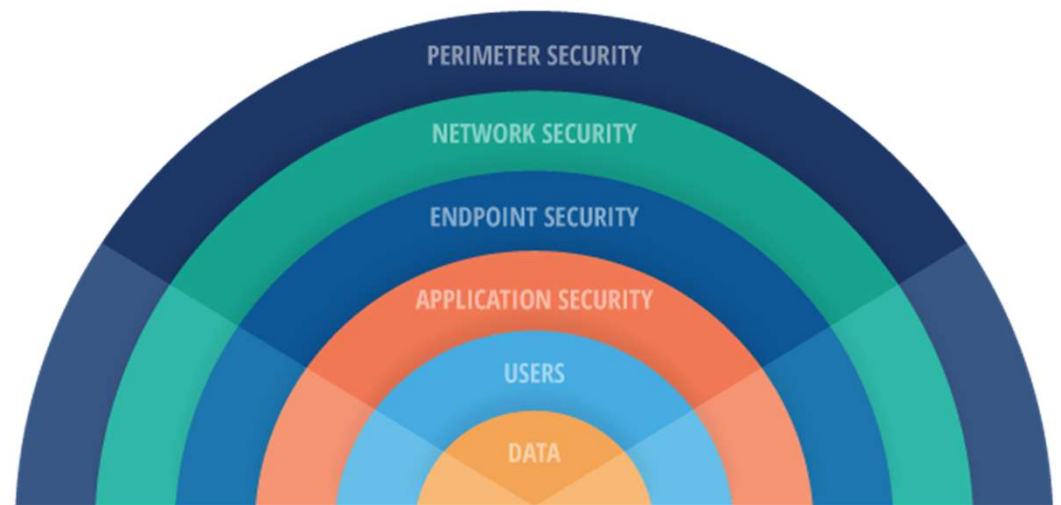 PERIMETER SECURITY
NETWORK SECURITY
ENDPOINT SECURITY
APPLICATION SECURITY
USERS
DATA